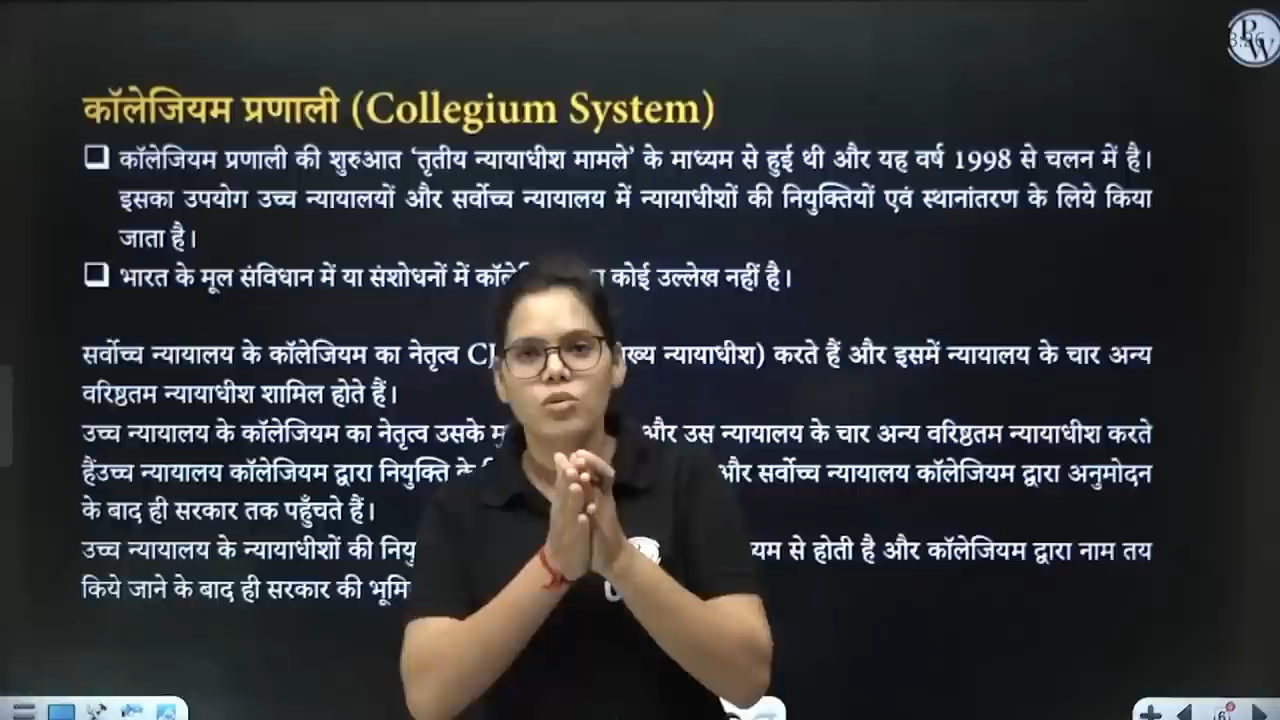 PW
कॉलेजियम प्रणाली (Collegium System)
कॉलेजियम प्रणाली की शुरुआत 'तृतीय न्यायाधीश मामले' के माध्यम से हुई थी और यह वर्ष 1998 से चलन में है।
इसका उपयोग उच्च न्यायालयों और सर्वोच्च न्यायालय में न्यायाधीशों की नियुक्तियों एवं स्थानांतरण के लिये किया
जाता है।
भारत के मूल संविधान में या संशोधनों में कोई उल्लेख नहीं है।
सर्वोच्च न्यायालय के कॉलेजियम का नेतृत्व न्यायाधीश) करते हैं और इसमें न्यायालय के चार अन्य
वरिष्ठतम न्यायाधीश शामिल होते हैं।
उच्च न्यायालय के कॉलेजियम का नेतृत्व उसके और उस न्यायालय के चार अन्य वरिष्ठतम न्यायाधीश करते
हैंउच्च न्यायालय कॉलेजियम द्वारा नियुक्ति के और सर्वोच्च न्यायालय कॉलेजियम द्वारा अनुमोदन
के बाद ही सरकार तक पहुँचते हैं।
उच्च न्यायालय के न्यायाधीशों की से होती है और कॉलेजियम द्वारा नाम तय
किये जाने के बाद ही सरकार की